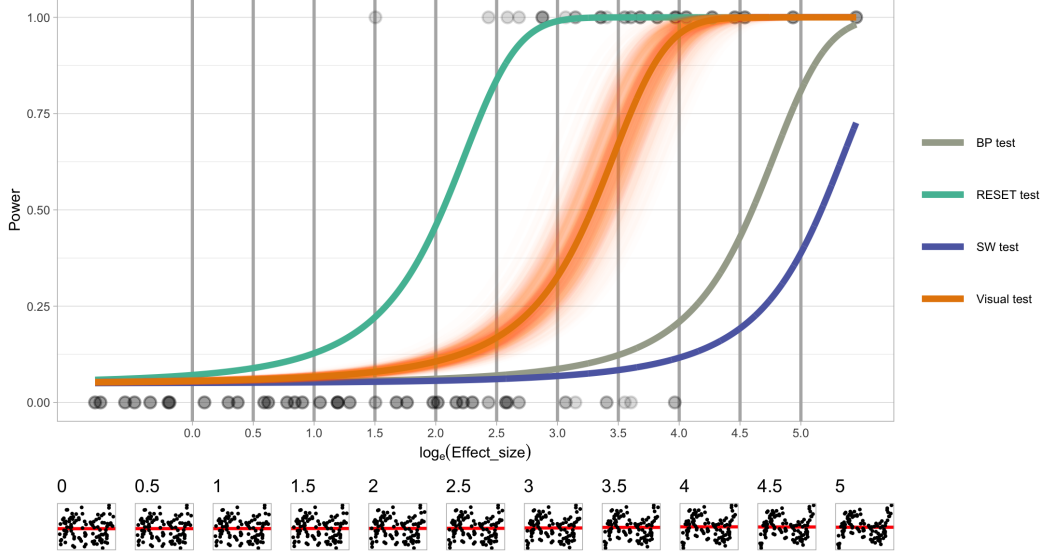 1.00
0.75
0.50
0.25
0.00
Power
0.0 0.5 1.0 1.5 2.0 2.5 3.0 3.5 4.0 4.5 5.0
logₑ(Effect_size)
BP test
RESET test
SW test
Visual test
0 0.5 1 1.5 2 2.5 3 3.5 4 4.5 5